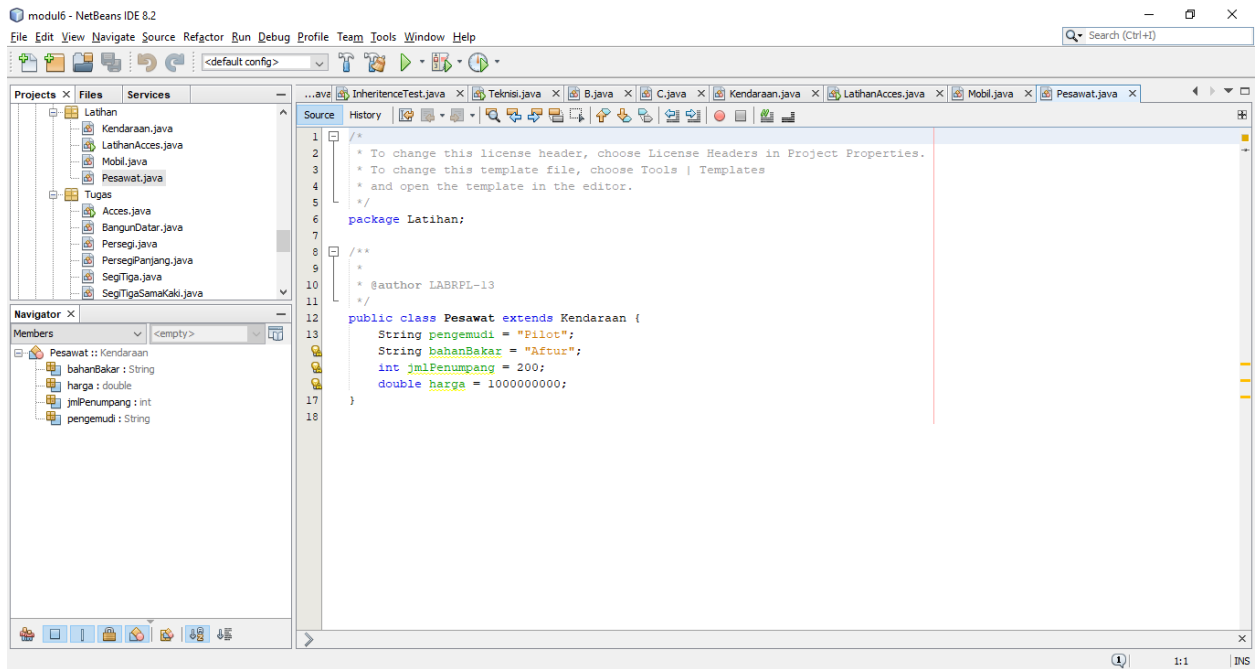 modul6 - NetBeans IDE 8.2
File Edit View Navigate Source Refactor Run Debug Profile Team Tools Window Help
Search (Ctrl+I)
<default config>
Projects Files Services
Latihan
Kendaraan.java
LatihanAcces.java
Mobil.java
Pesawat.java
Tugas
Acces.java
BangunDatar.java
Persegi.java
PersegiPanjang.java
SegiTiga.java
SegiTigaSamaKaki.java
Navigator
Members <empty>
Pesawat :: Kendaraan
bahanBakar : String
harga : double
jmlPenumpang : int
pengemudi : String
...ava InheritenceTest.java Teknisi.java B.java C.java Kendaraan.java LatihanAcces.java Mobil.java Pesawat.java
Source History
1 /*
2 * To change this license header, choose License Headers in Project Properties.
3 * To change this template file, choose Tools | Templates
4 * and open the template in the editor.
5 */
6 package Latihan;
7
8 /**
9 *
10 * @author LABRPL-13
11 */
12 public class Pesawat extends Kendaraan {
13 String pengemudi = "Pilot";
String bahanBakar = "Aftur";
int jmlPenumpang = 200;
double harga = 1000000000;
17 }
18
1 1:1 INS